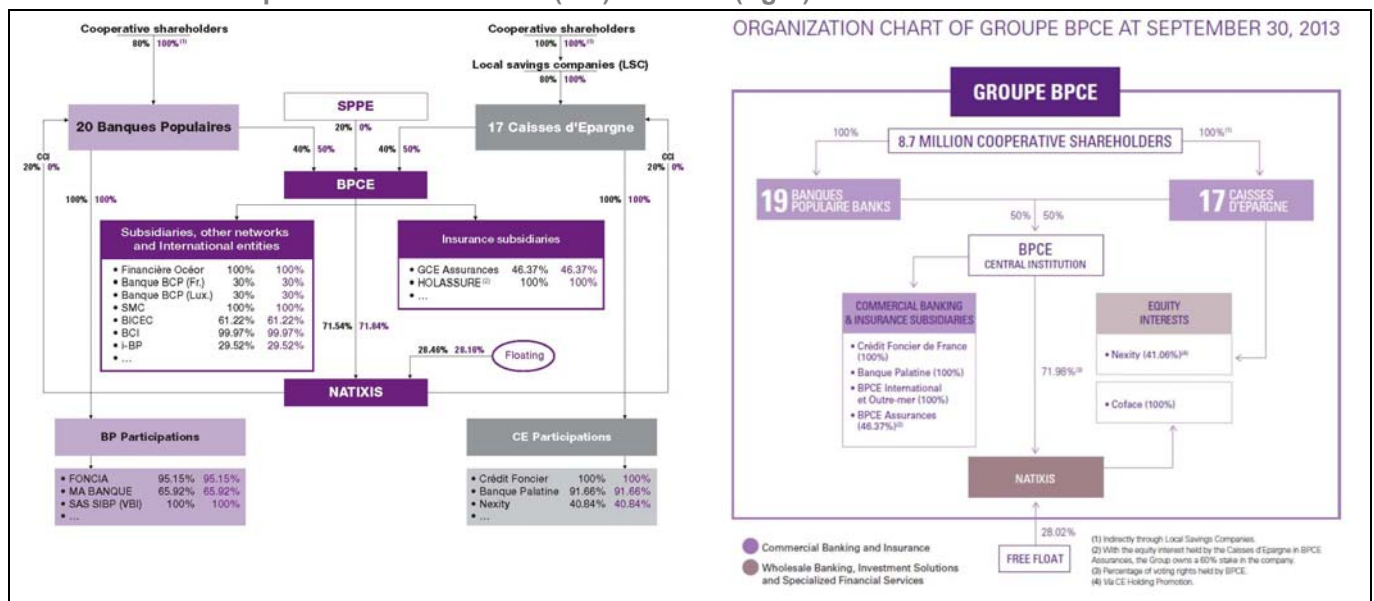 ORGANIZATION CHART OF GROUPE BPCE AT SEPTEMBER 30, 2013
Cooperative shareholders
80% 100% (1)
Cooperative shareholders
100% 100% (1)
Local savings companies (LSC)
80% 100%
20 Banques Populaires
SPPE
17 Caisses d'Epargne
20% 0%
CCI
20% 0%
40% 50%
40% 50%
CCI
20% 0%
BPCE
100% 100%
100% 100%
Subsidiaries, other networks
and International entities
• Financière Océor 100% 100%
• Banque BCP (Fr.) 30% 30%
• Banque BCP (Lux.) 30% 30%
• SMC 100% 100%
• BICEC 61.22% 61.22%
• BCI 99.97% 99.97%
• i-BP 29.52% 29.52%
• ...
Insurance subsidiaries
• GCE Assurances 46.37% 46.37%
• HOLASSURE (2) 100% 100%
• ...
71.54% 71.84%
28.46% 28.16%
Floating
NATIXIS
BP Participations
• FONCIA 95.15% 95.15%
• MA BANQUE 65.92% 65.92%
• SAS SIBP (VBI) 100% 100%
• ...
CE Participations
• Crédit Foncier 100% 100%
• Banque Palatine 91.66% 91.66%
• Nexity 40.84% 40.84%
• ...
GROUPE BPCE
100%
8.7 MILLION COOPERATIVE SHAREHOLDERS
100%(1)
19 BANQUES
POPULAIRE BANKS
17 CAISSES
D'EPARGNE
50% 50%
BPCE
CENTRAL INSTITUTION
COMMERCIAL BANKING
& INSURANCE SUBSIDIARIES
• Crédit Foncier de France
(100%)
• Banque Palatine (100%)
• BPCE International
et Outre-mer (100%)
• BPCE Assurances
(46.37%)(2)
71.98%(3)
EQUITY
INTERESTS
• Nexity (41.06%)(4)
• Coface (100%)
NATIXIS
28.02%
FREE FLOAT
Commercial Banking and Insurance
Wholesale Banking, Investment Solutions
and Specialized Financial Services
(1) Indirectly through Local Savings Companies.
(2) With the equity interest held by the Caisses d'Epargne in BPCE
Assurances, the Group owns a 60% stake in the company.
(3) Percentage of voting rights held by BPCE.
(4) Via CE Holding Promotion.